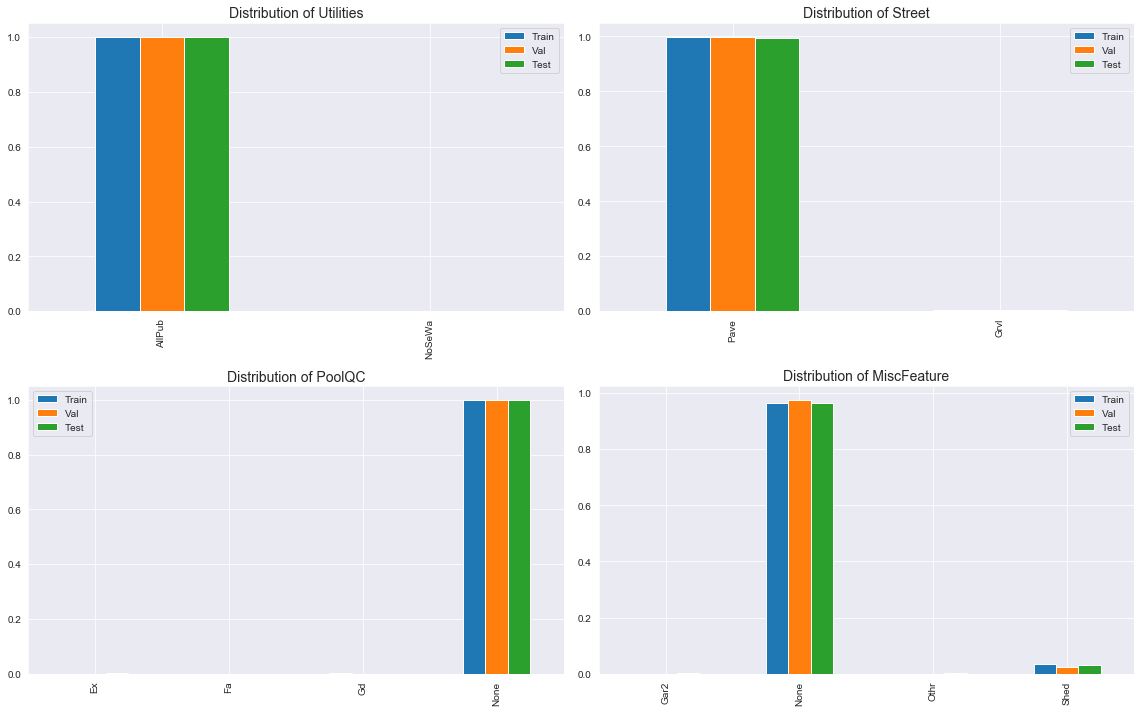 Distribution of Utilities
Train
Val
Test
1.0
0.8
0.6
0.4
0.2
0.0
AllPub
NoSeWa
Distribution of Street
Train
Val
Test
1.0
0.8
0.6
0.4
0.2
0.0
Pave
Grvl
Distribution of PoolQC
Train
Val
Test
1.0
0.8
0.6
0.4
0.2
0.0
Ex
Fa
Gd
None
Distribution of MiscFeature
Train
Val
Test
1.0
0.8
0.6
0.4
0.2
0.0
Gar2
None
Othr
Shed